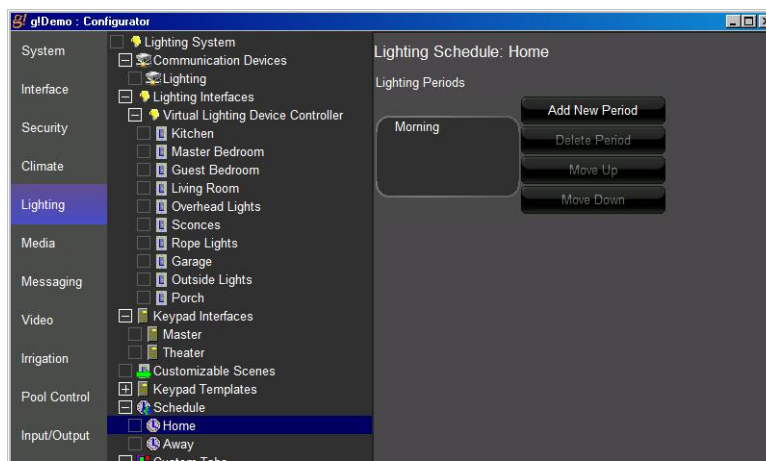 g! g!Demo : Configurator
System
Interface
Security
Climate
Lighting
Media
Messaging
Video
Irrigation
Pool Control
Input/Output
Lighting System
Communication Devices
Lighting
Lighting Interfaces
Virtual Lighting Device Controller
Kitchen
Master Bedroom
Guest Bedroom
Living Room
Overhead Lights
Sconces
Rope Lights
Garage
Outside Lights
Porch
Keypad Interfaces
Master
Theater
Customizable Scenes
Keypad Templates
Schedule
Home
Away
Custom Tabs
Lighting Schedule: Home
Lighting Periods
Morning
Add New Period
Delete Period
Move Up
Move Down